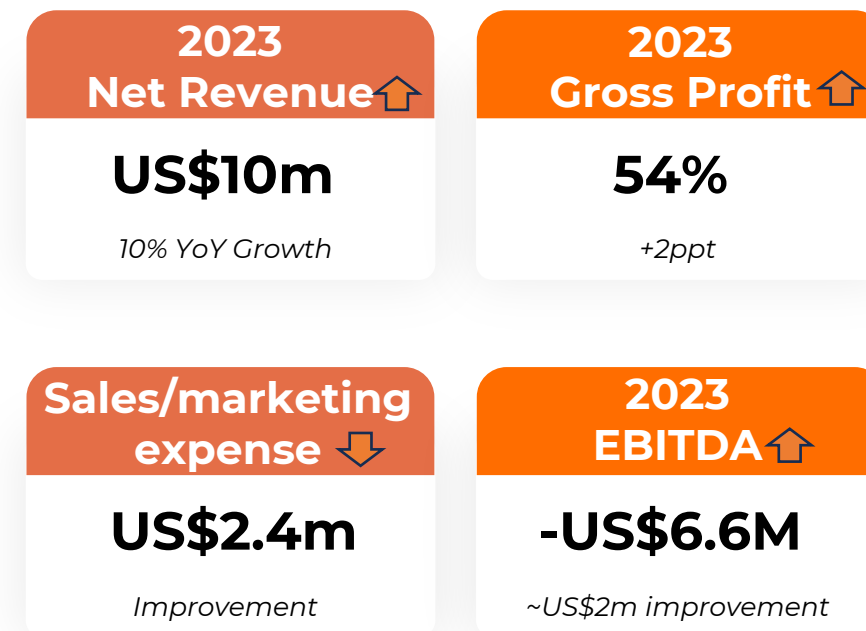 2023
Net Revenue
US$10m
10% YoY Growth
2023
Gross Profit
54%
+2ppt
Sales/marketing
expense
US$2.4m
Improvement
2023
EBITDA
-US$6.6M
~US$2m improvement